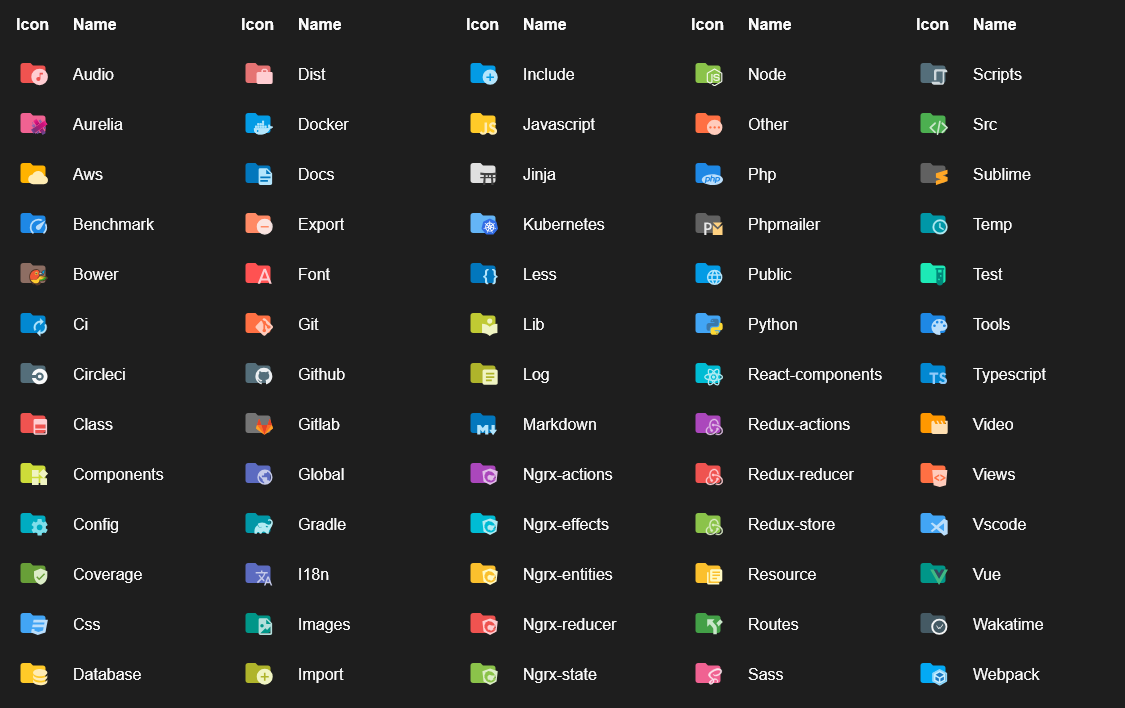 Icon Name Icon Name Icon Name Icon Name Icon Name
Audio Dist Include Node Scripts
Aurelia Docker Javascript Other Src
Aws Docs Jinja Php Sublime
Benchmark Export Kubernetes Phpmailer Temp
Bower Font Less Public Test
Ci Git Lib Python Tools
Circleci Github Log React-components Typescript
Class Gitlab Markdown Redux-actions Video
Components Global Ngrx-actions Redux-reducer Views
Config Gradle Ngrx-effects Redux-store Vscode
Coverage I18n Ngrx-entities Resource Vue
Css Images Ngrx-reducer Routes Wakatime
Database Import Ngrx-state Sass Webpack